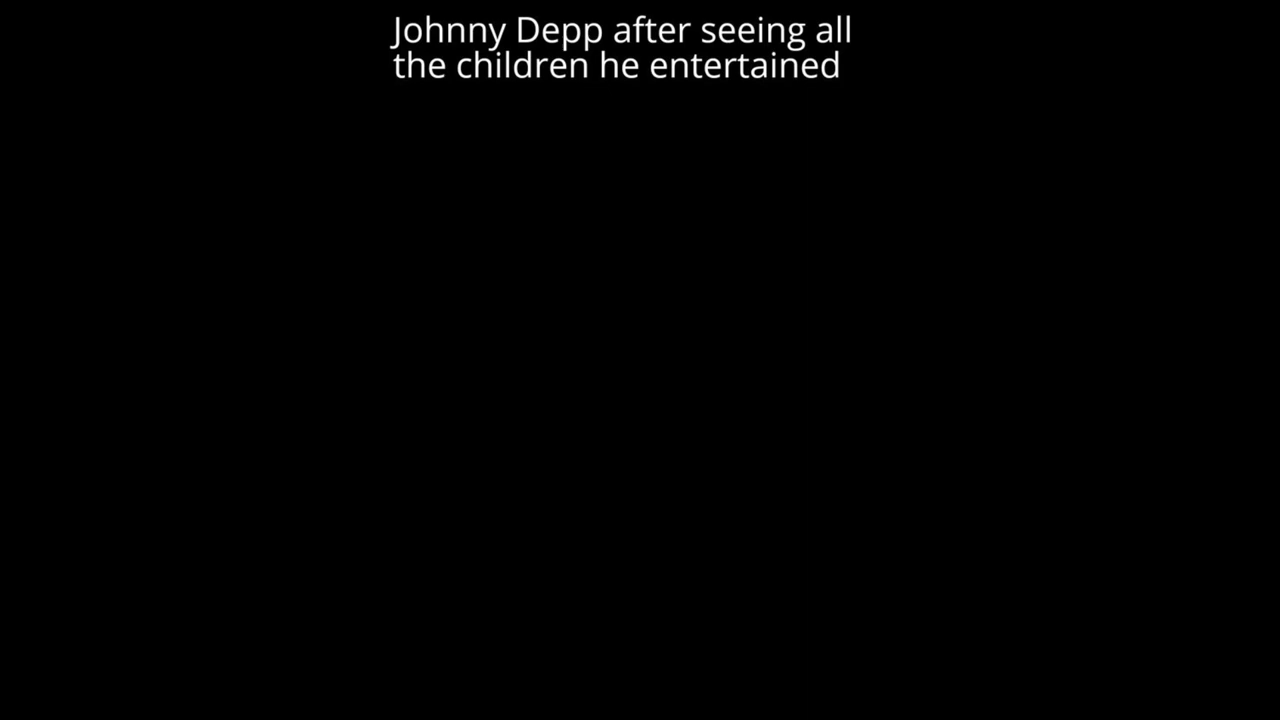 Johnny Depp after seeing all
the children he entertained